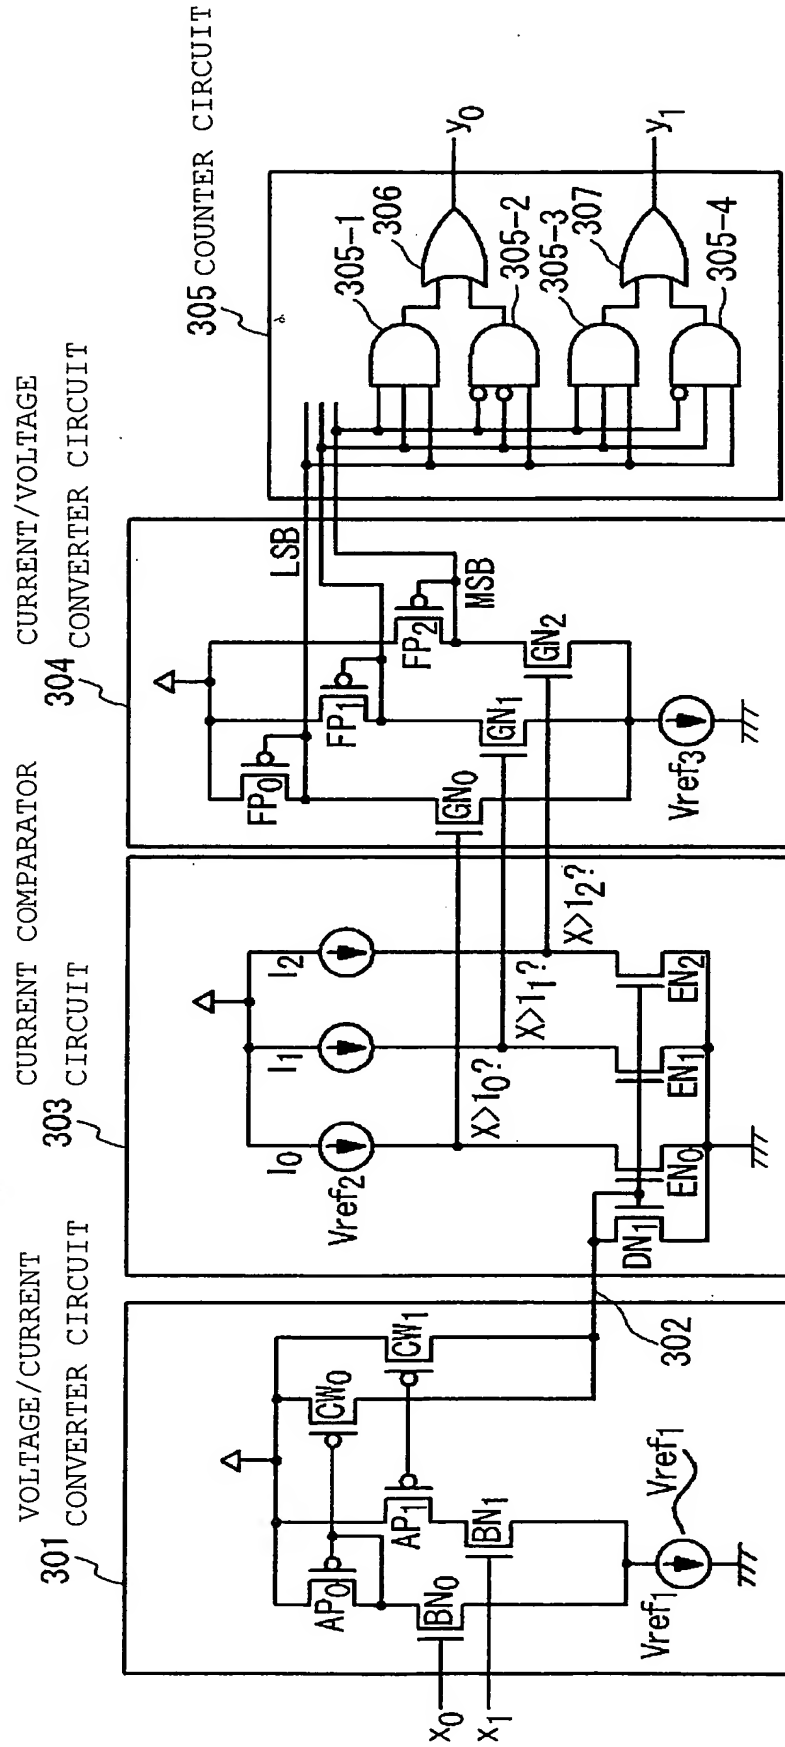 301 VOLTAGE/CURRENT
CONVERTER CIRCUIT
303 CURRENT COMPARATOR
CIRCUIT
304 CURRENT/VOLTAGE
CONVERTER CIRCUIT
305 COUNTER CIRCUIT
x0
x1
AP0
AP1
BN0
BN1
CW0
CW1
Vref1
Vref1
302
I0
I1
I2
Vref2
X>10?
X>11?
X>12?
DN1
EN0
EN1
EN2
FP0
FP1
FP2
GN0
GN1
GN2
Vref3
LSB
MSB
305-1
306
305-2
305-3
307
305-4
y0
y1